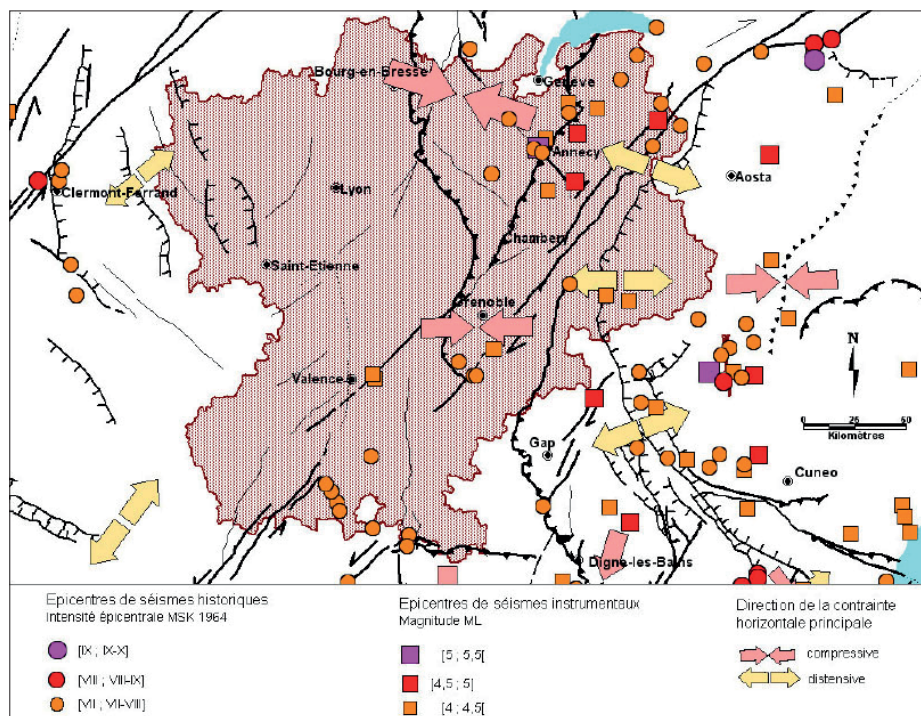 Bourg-en-Bresse
Genève
Annecy
Aosta
Clermont-Ferrand
Lyon
Chambery
Saint-Etienne
Grenoble
Valence
N
0 25 50
Kilomètres
Gap
Cuneo
Digne-les-Bains
Epicentres de séismes historiques
Intensité épicentrale MSK 1964
[IX ; IX-X]
[VIII ; VIII-IX]
[VII ; VII-VIII]
Epicentres de séismes instrumentaux
Magnitude ML
[5 ; 5,5[
[4,5 ; 5[
[4 ; 4,5[
Direction de la contrainte
horizontale principale
compressive
distensive